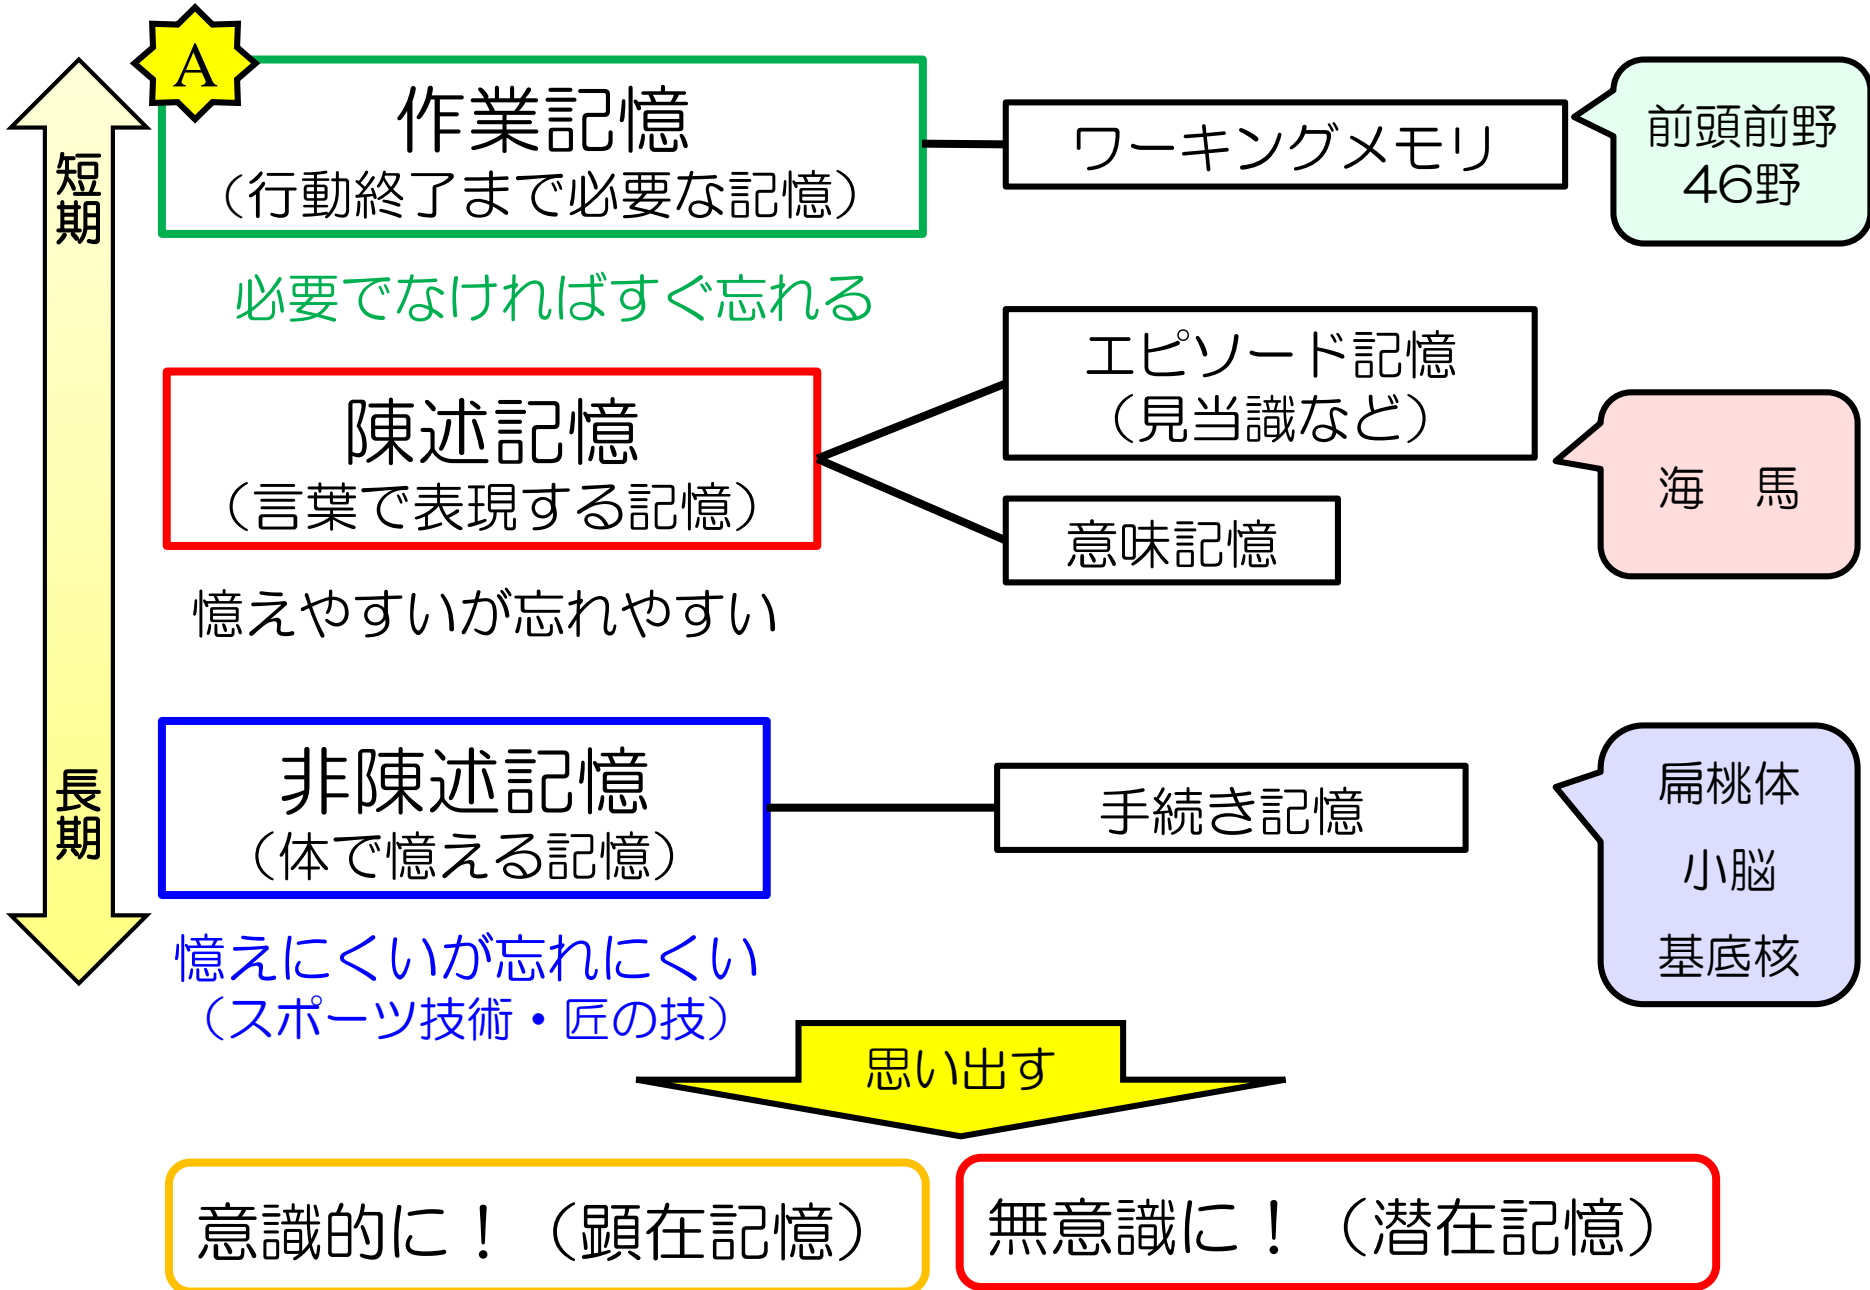 A
短期
作業記憶
（行動終了まで必要な記憶）
ワーキングメモリ
前頭前野
46野
必要でなければすぐ忘れる
陳述記憶
（言葉で表現する記憶）
エピソード記憶
（見当識など）
意味記憶
海　馬
憶えやすいが忘れやすい
長期
非陳述記憶
（体で憶える記憶）
手続き記憶
扁桃体
小脳
基底核
憶えにくいが忘れにくい
（スポーツ技術・匠の技）
思い出す
意識的に！（顕在記憶）
無意識に！（潜在記憶）